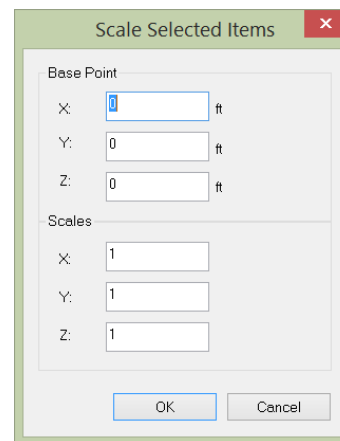 Scale Selected Items
Base Point
X: 0 ft
Y: 0 ft
Z: 0 ft
Scales
X: 1
Y: 1
Z: 1
OK Cancel